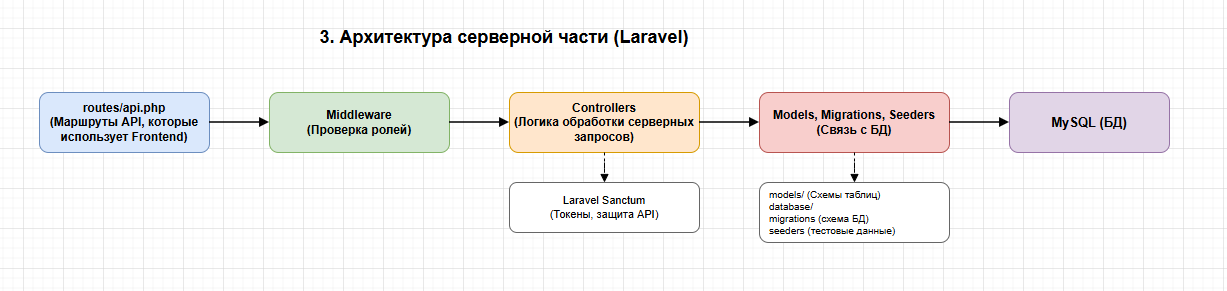 3. Архитектура серверной части (Laravel)
routes/api.php
(Маршруты API, которые
использует Frontend)
Middleware
(Проверка ролей)
Controllers
(Логика обработки серверных
запросов)
Models, Migrations, Seeders
(Связь с БД)
MySQL (БД)
Laravel Sanctum
(Токены, защита API)
models/ (Схемы таблиц)
database/
migrations (схема БД)
seeders (тестовые данные)